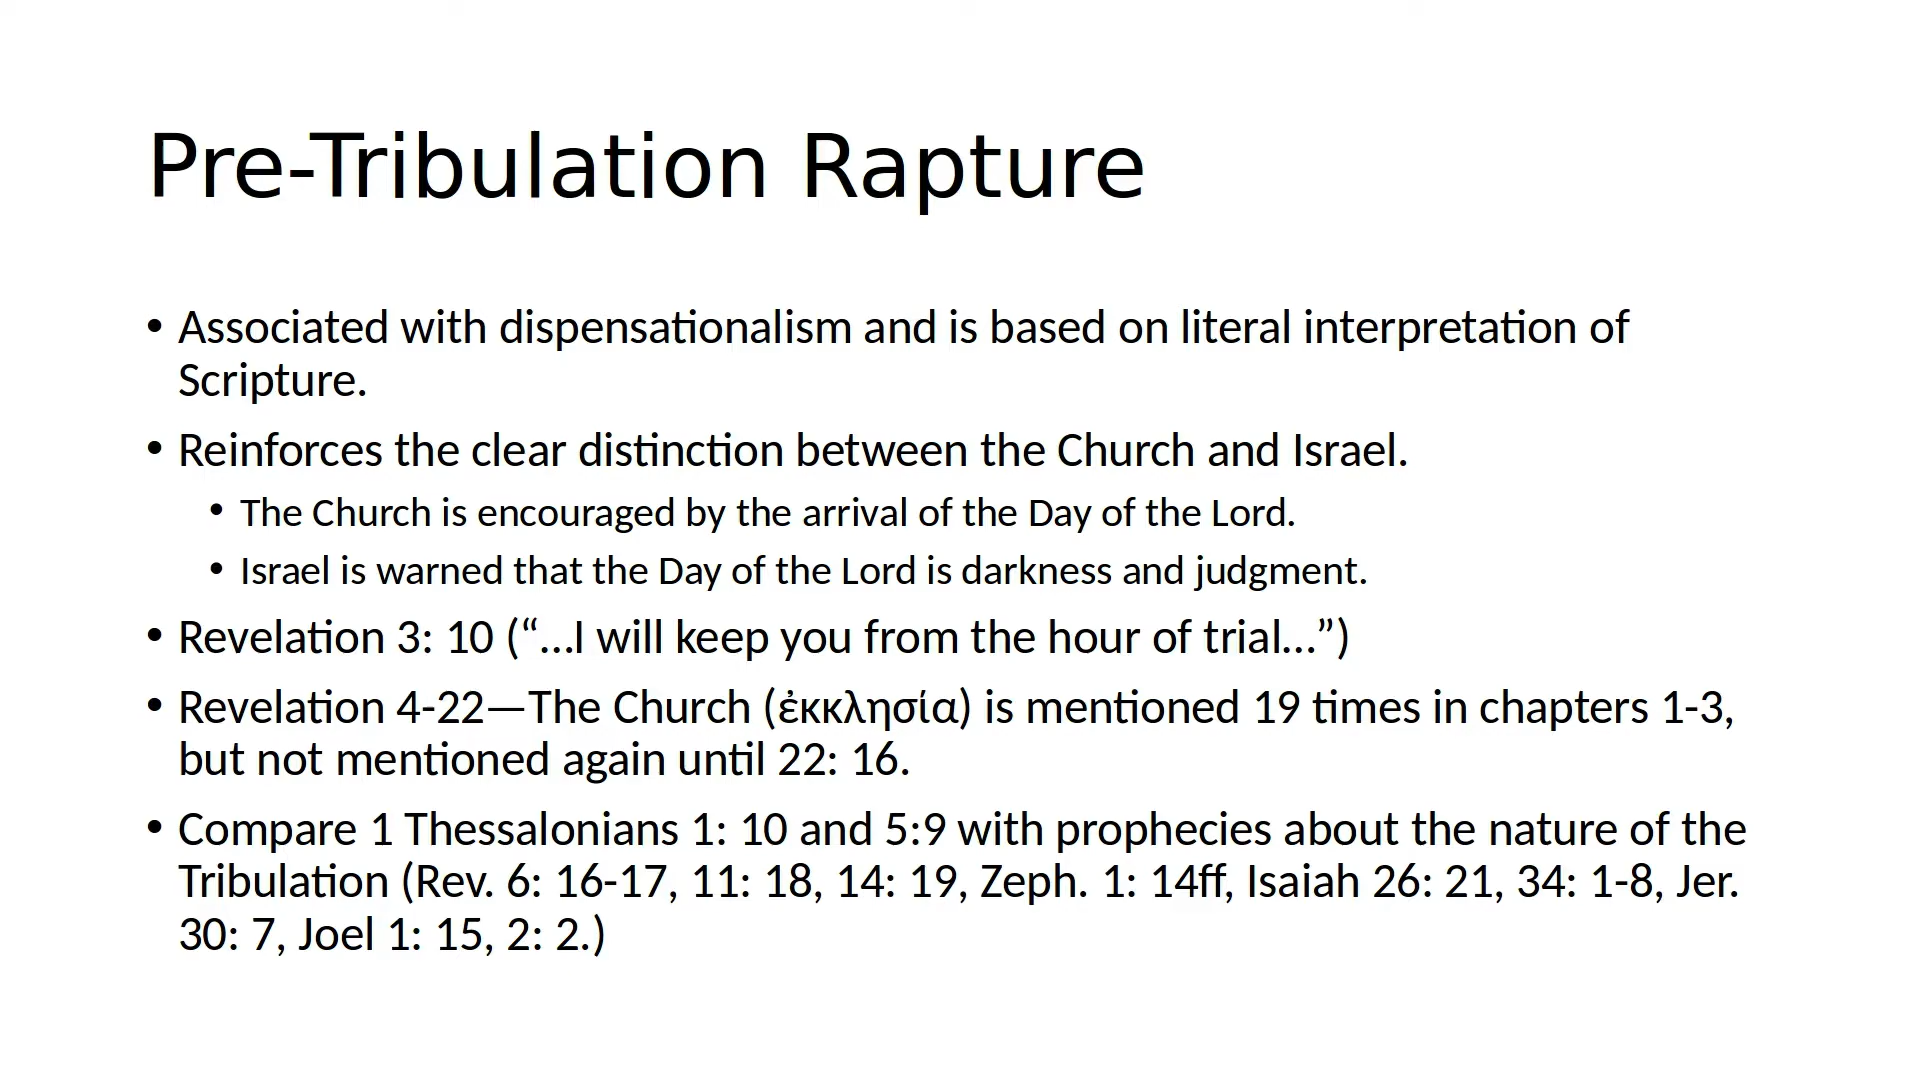 Pre-Tribulation Rapture
• Associated with dispensationalism and is based on literal interpretation of
Scripture.
• Reinforces the clear distinction between the Church and Israel.
• The Church is encouraged by the arrival of the Day of the Lord.
• Israel is warned that the Day of the Lord is darkness and judgment.
• Revelation 3: 10 (“…I will keep you from the hour of trial…”)
• Revelation 4-22—The Church (ἐκκλησία) is mentioned 19 times in chapters 1-3,
but not mentioned again until 22: 16.
• Compare 1 Thessalonians 1: 10 and 5:9 with prophecies about the nature of the
Tribulation (Rev. 6: 16-17, 11: 18, 14: 19, Zeph. 1: 14ff, Isaiah 26: 21, 34: 1-8, Jer.
30: 7, Joel 1: 15, 2: 2.)